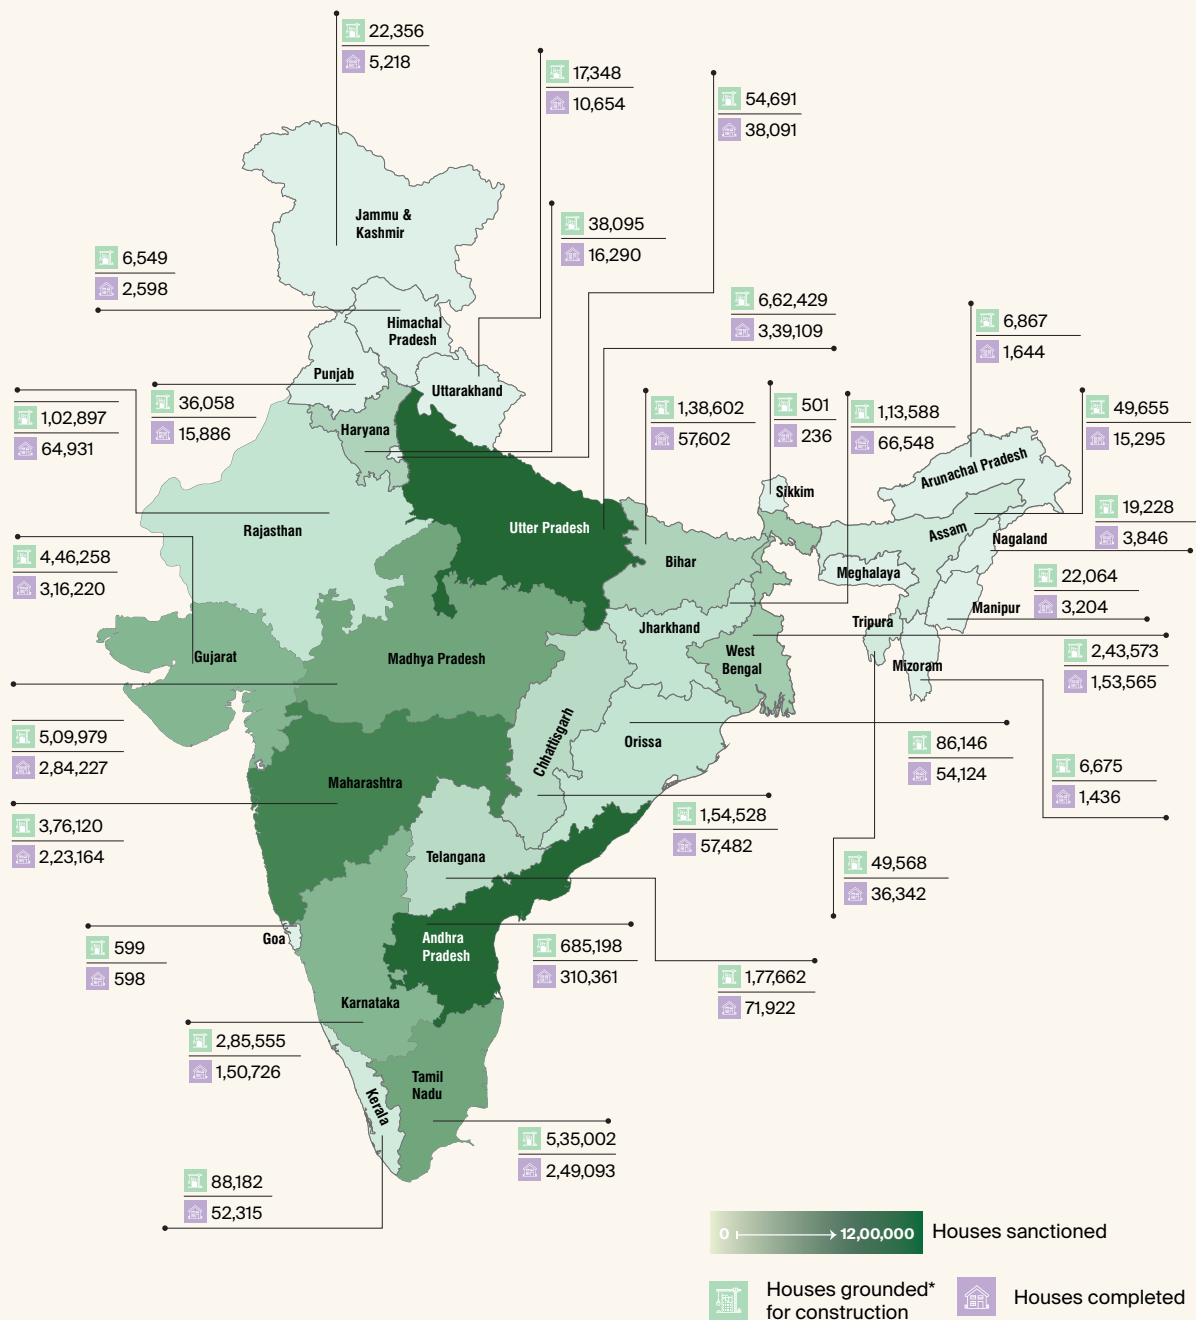 22,356
5,218
17,348
10,654
54,691
38,091
Jammu &
Kashmir
38,095
16,290
6,549
2,598
6,62,429
3,39,109
6,867
1,644
Himachal
Pradesh
Punjab
Uttarakhand
1,02,897
64,931
36,058
15,886
Haryana
1,38,602
57,602
501
236
1,13,588
66,548
49,655
15,295
Arunachal Pradesh
Sikkim
19,228
3,846
Rajasthan
Utter Pradesh
Assam
Nagaland
4,46,258
3,16,220
Bihar
Meghalaya
22,064
3,204
Manipur
Tripura
Jharkhand
Gujarat
Madhya Pradesh
West
Bengal
Mizoram
2,43,573
1,53,565
5,09,979
2,84,227
Chhattisgarh
Orissa
86,146
54,124
6,675
1,436
Maharashtra
3,76,120
2,23,164
1,54,528
57,482
Telangana
49,568
36,342
Goa
599
598
Andhra
Pradesh
685,198
310,361
1,77,662
71,922
Karnataka
2,85,555
1,50,726
Tamil
Nadu
Kerala
5,35,002
2,49,093
88,182
52,315
0 12,00,000 Houses sanctioned
Houses grounded*
for construction
Houses completed